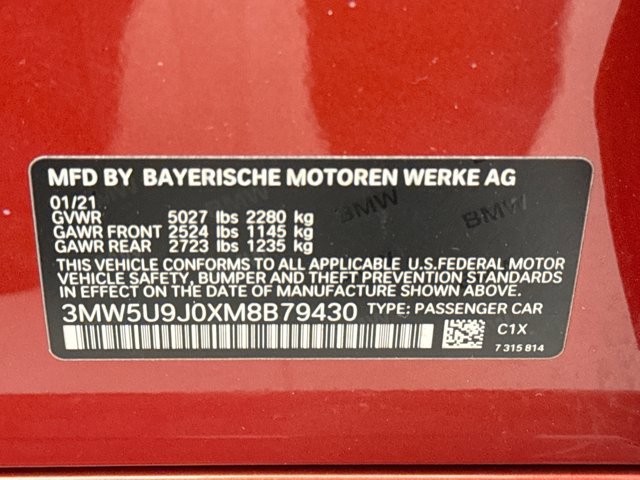 MFD BY BAYERISCHE MOTOREN WERKE AG
01/21
GVWR 5027 lbs 2280 kg
GAWR FRONT 2524 lbs 1145 kg
GAWR REAR 2723 lbs 1235 kg
THIS VEHICLE CONFORMS TO ALL APPLICABLE U.S.FEDERAL MOTOR
VEHICLE SAFETY, BUMPER AND THEFT PREVENTION STANDARDS
IN EFFECT ON THE DATE OF MANUFACTURE SHOWN ABOVE:
3MW5U9J0XM8B79430 TYPE: PASSENGER CAR
C1X
7 315 814
BMW
BMW